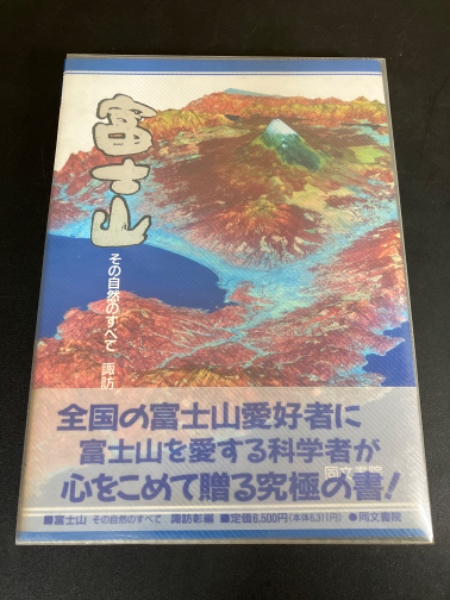 富士山
その自然のすべて 諏訪
全国の富士山愛好者に
富士山を愛する科学者が
同文書院
心をこめて贈る究極の書!
■富士山 その自然のすべて 諏訪彰編 ■定価6,500円(本体6,311円) ●同文書院